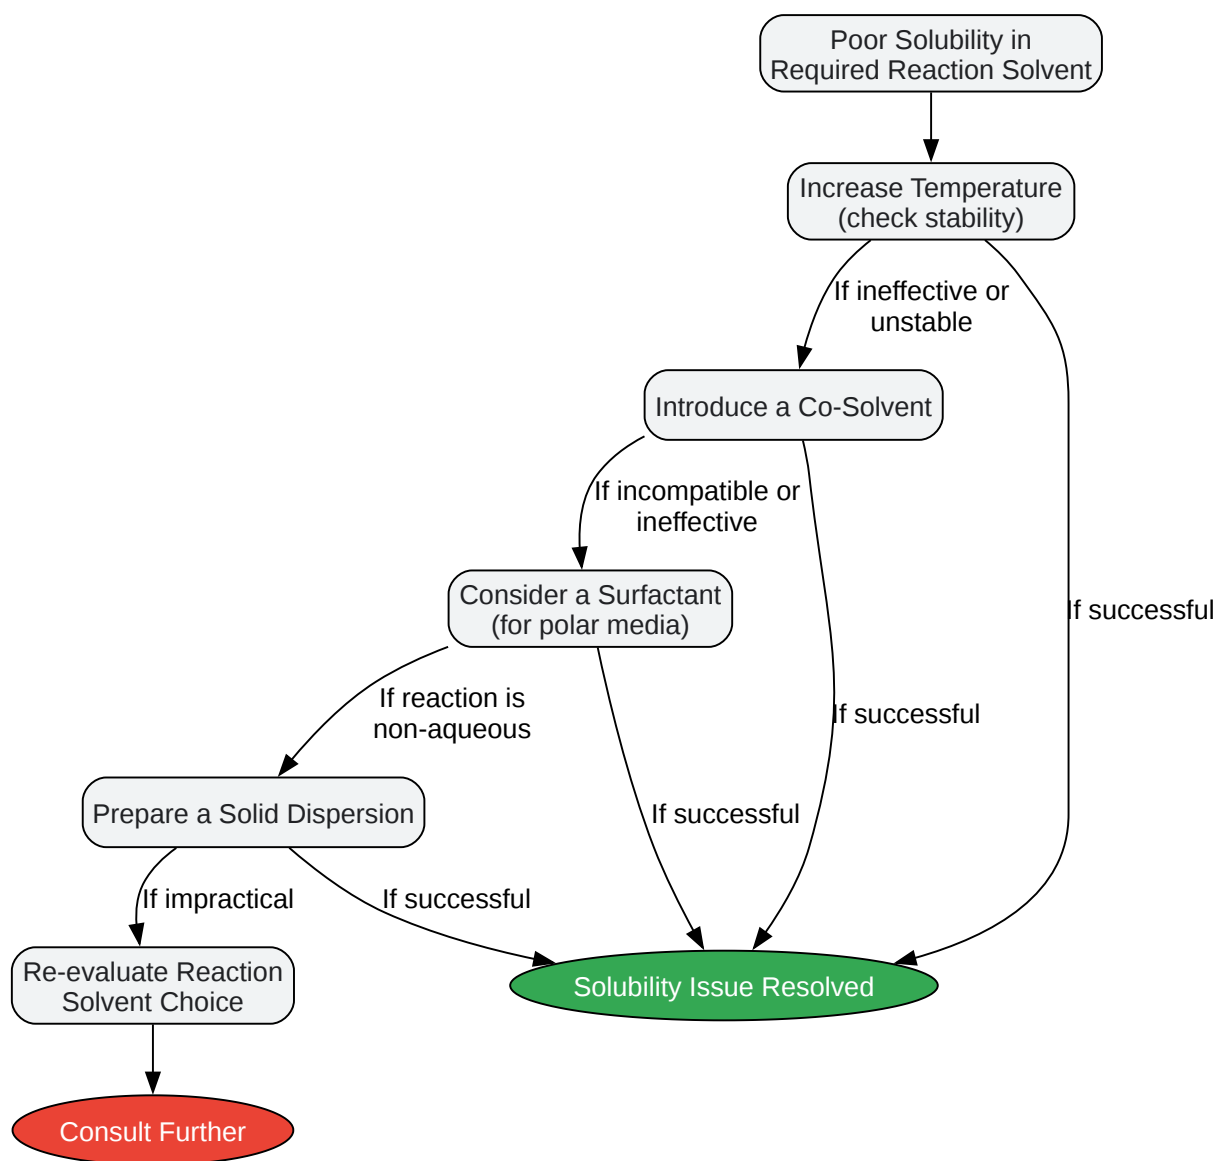 Poor Solubility in
Required Reaction Solvent
Increase Temperature
(check stability)
If ineffective or
unstable
Introduce a Co-Solvent
If incompatible or
ineffective
Consider a Surfactant
(for polar media)
If successful
If reaction is
non-aqueous
If successful
Prepare a Solid Dispersion
If successful
If impractical
If successful
Re-evaluate Reaction
Solvent Choice
Solubility Issue Resolved
Consult Further